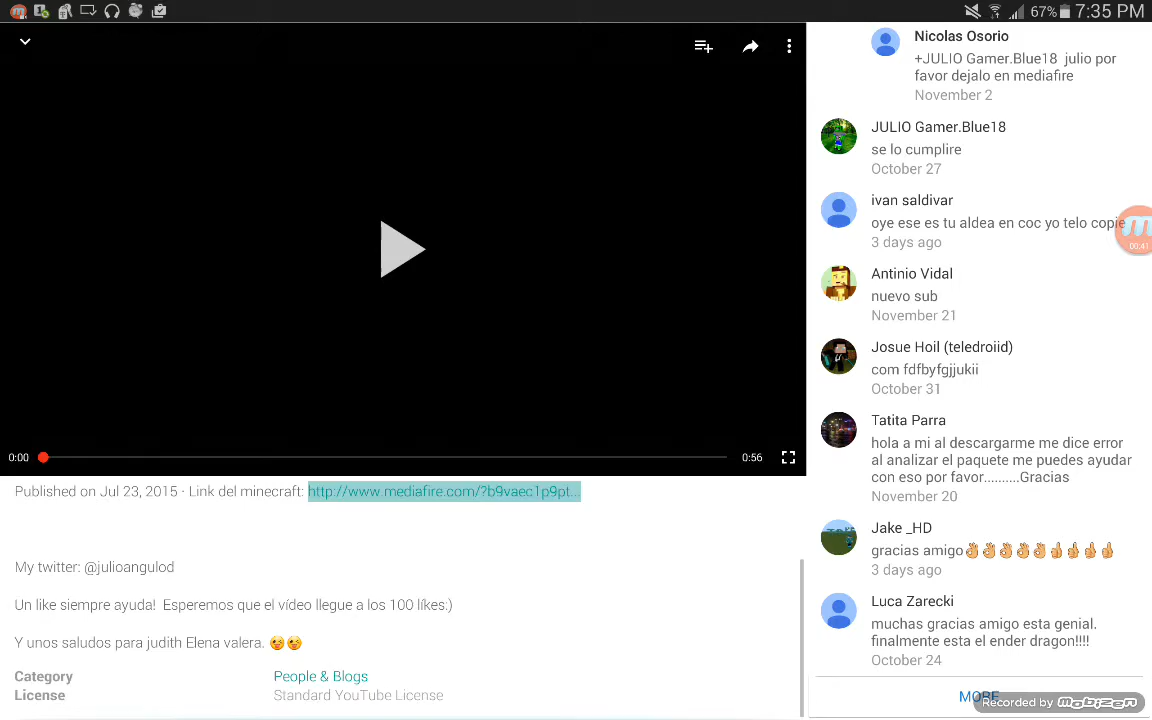 67% 7:35 PM
0:00
0:56
Published on Jul 23, 2015 · Link del minecraft: http://www.mediafire.com/?b9vaec1p9pt...
My twitter: @julioangulod
Un like siempre ayuda!  Esperemos que el vídeo llegue a los 100 líkes:)
Y unos saludos para judith Elena valera. 😜😜
Category People & Blogs
License Standard YouTube License
Nicolas Osorio
+JULIO Gamer.Blue18  julio por
favor dejalo en mediafire
November 2
JULIO Gamer.Blue18
se lo cumplire
October 27
ivan saldivar
oye ese es tu aldea en coc yo telo copie
3 days ago
00:41
Antinio Vidal
nuevo sub
November 21
Josue Hoil (teledroiid)
com fdfbyfgjjukii
October 31
Tatita Parra
hola a mi al descargarme me dice error
al analizar el paquete me puedes ayudar
con eso por favor..........Gracias
November 20
Jake _HD
gracias amigo👌👌👌👌👌👍👍👍👍
3 days ago
Luca Zarecki
muchas gracias amigo esta genial.
finalmente esta el ender dragon!!!!
October 24
MORE
Recorded by mobizen